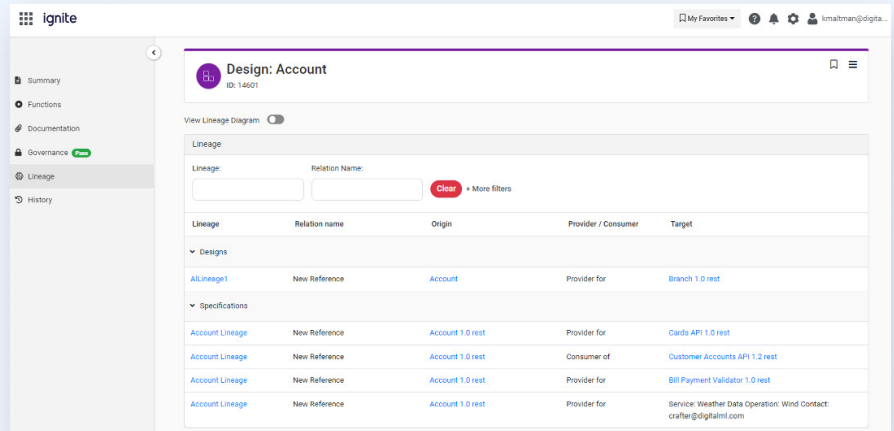 ignite
My Favorites
kmaltman@digita...
Summary
Functions
Documentation
Governance Pass
Lineage
History
Design: Account
ID: 14601
View Lineage Diagram
Lineage
Lineage: Relation Name:
Clear + More filters
Lineage Relation name Origin Provider / Consumer Target
Designs
AlLineage1 New Reference Account Provider for Branch 1.0 rest
Specifications
Account Lineage New Reference Account 1.0 rest Provider for Cards API 1.0 rest
Account Lineage New Reference Account 1.0 rest Consumer of Customer Accounts API 1.2 rest
Account Lineage New Reference Account 1.0 rest Provider for Bill Payment Validator 1.0 rest
Account Lineage New Reference Account 1.0 rest Provider for Service: Weather Data Operation: Wind Contact:
crafter@digitalml.com